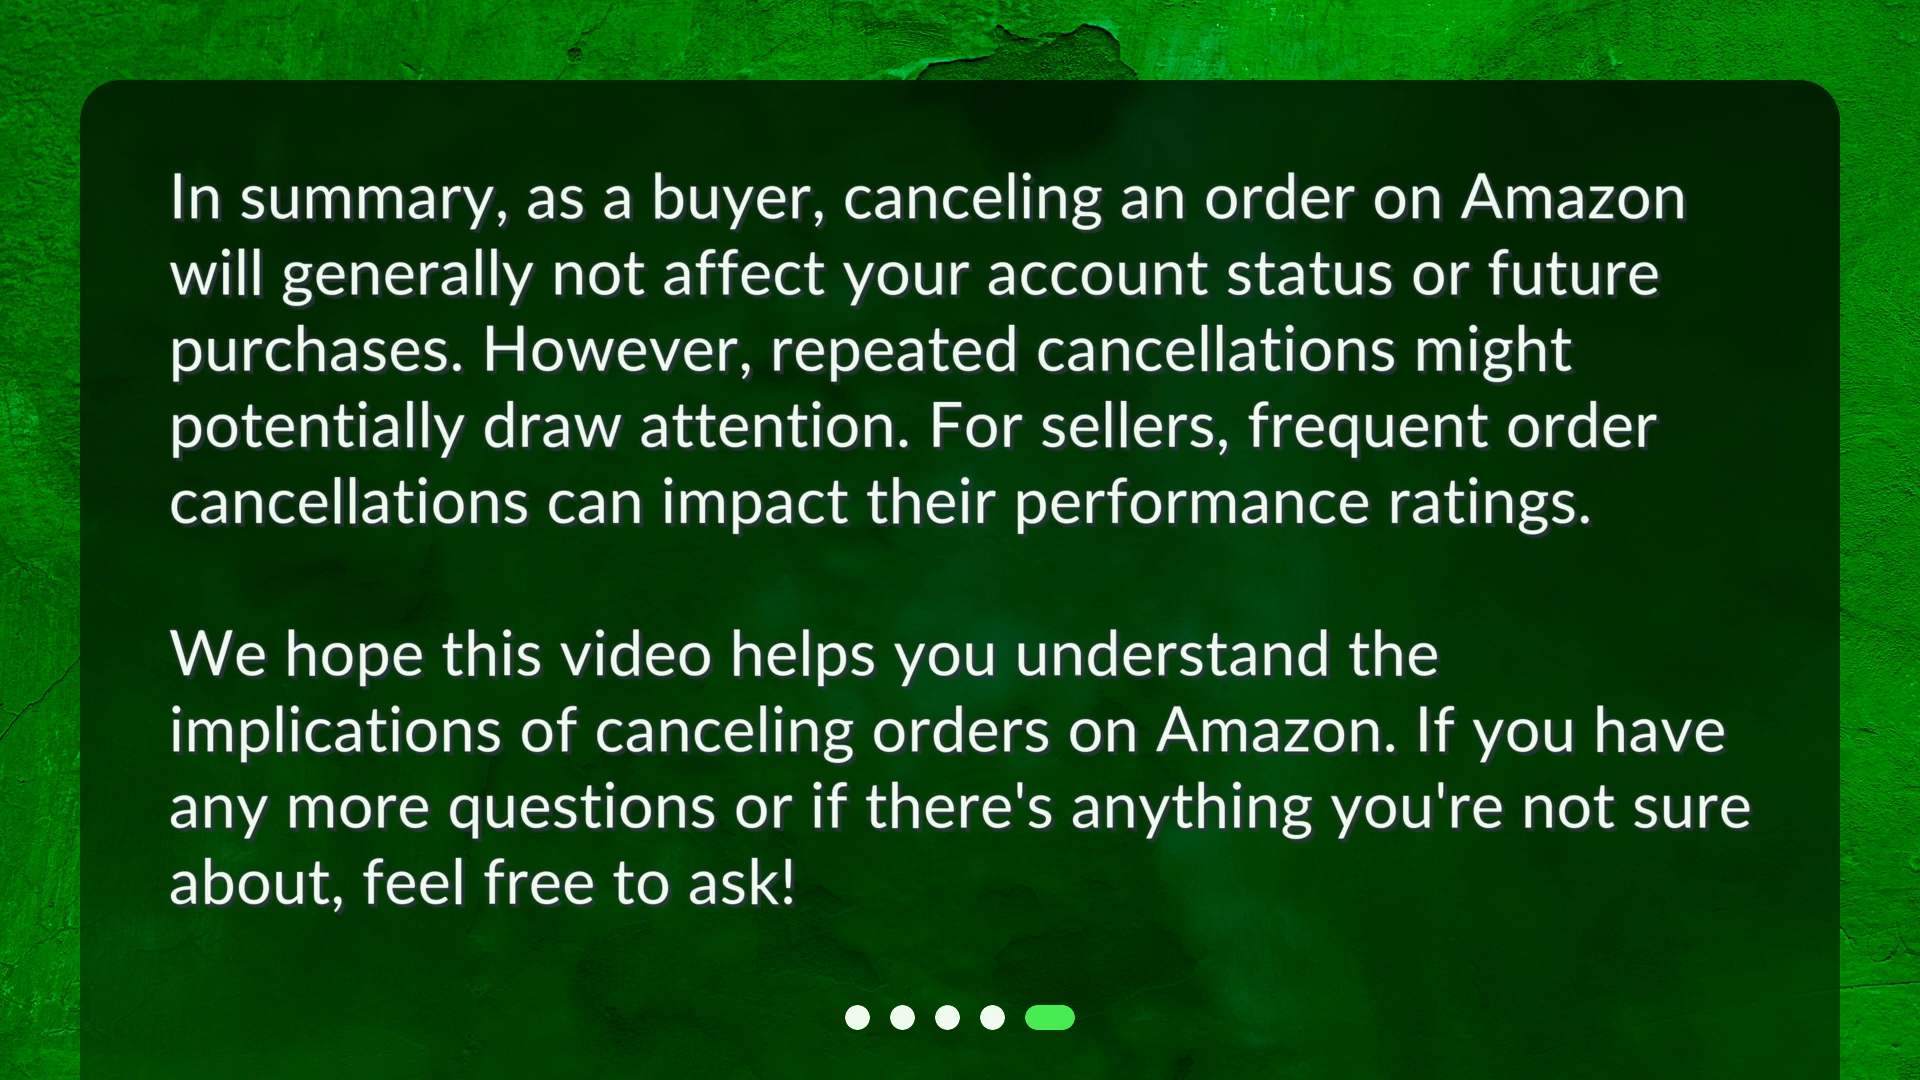 In summary, as a buyer, canceling an order on Amazon
will generally not affect your account status or future
purchases. However, repeated cancellations might
potentially draw attention. For sellers, frequent order
cancellations can impact their performance ratings.
We hope this video helps you understand the
implications of canceling orders on Amazon. If you have
any more questions or if there's anything you're not sure
about, feel free to ask!